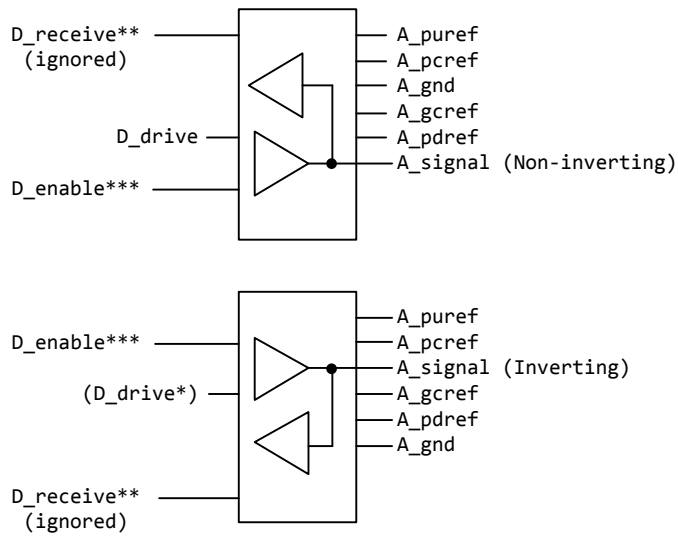 D_receive** A_puref
(ignored) A_pcref
A_gnd
A_gcref
D_drive A_pdref
A_signal (Non-inverting)
D_enable***
A_puref
D_enable*** A_pcref
A_signal (Inverting)
(D_drive*) A_gcref
A_pdref
A_gnd
D_receive**
(ignored)